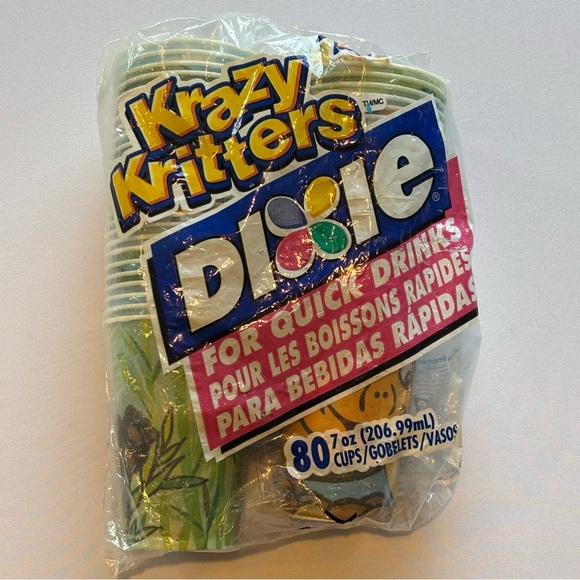 Krazy
Kritters
TM/MC
Dixie®
FOR QUICK DRINKS
POUR LES BOISSONS RAPIDES
PARA BEBIDAS RÁPIDAS
80 7 oz (206.99mL)
CUPS/GOBELETS/VASOS